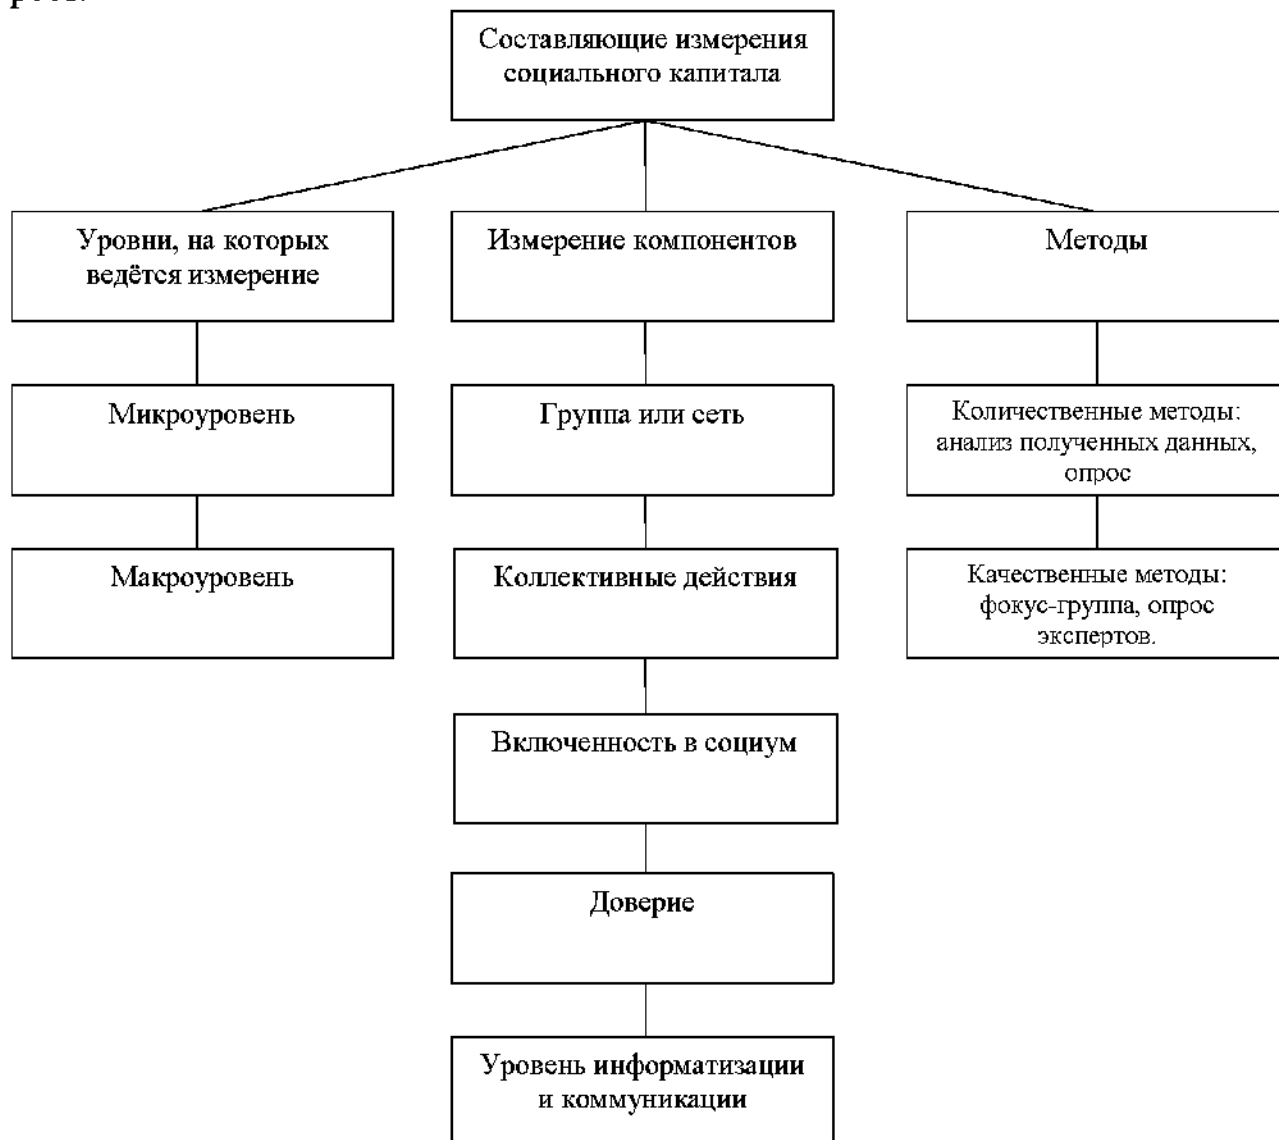 Составляющие измерения
социального капитала
Уровни, на которых
ведётся измерение
Измерение компонентов
Методы
Микроуровень
Группа или сеть
Количественные методы:
анализ полученных данных,
опрос
Макроуровень
Коллективные действия
Качественные методы:
фокус-группа, опрос
экспертов.
Включенность в социум
Доверие
Уровень информатизации
и коммуникации